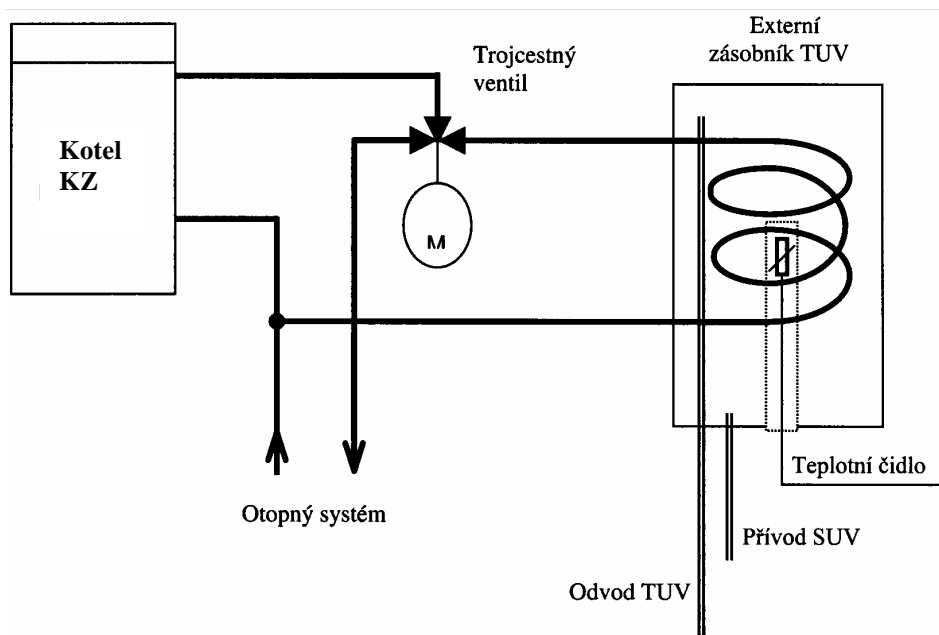 Externí
zásobník TUV
Trojcestný
ventil
Kotel
KZ
M
Teplotní čidlo
Otopný systém
Přívod SUV
Odvod TUV